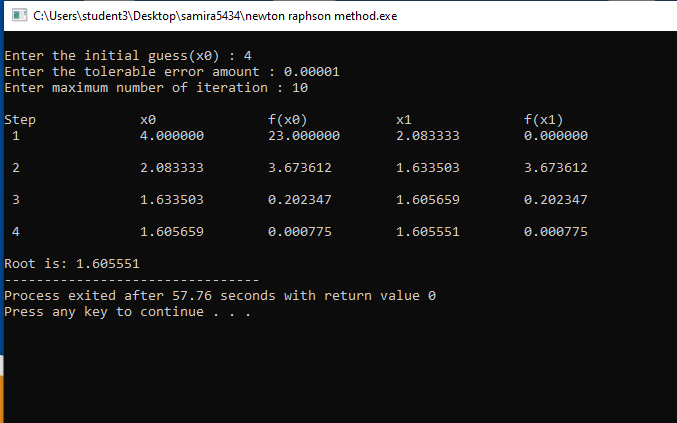 C:\Users\student3\Desktop\samira5434\newton raphson method.exe
Enter the initial guess(x0) : 4
Enter the tolerable error amount : 0.00001
Enter maximum number of iteration : 10
Step x0 f(x0) x1 f(x1)
1 4.000000 23.000000 2.083333 0.000000
2 2.083333 3.673612 1.633503 3.673612
3 1.633503 0.202347 1.605659 0.202347
4 1.605659 0.000775 1.605551 0.000775
Root is: 1.605551
--------------------------------
Process exited after 57.76 seconds with return value 0
Press any key to continue . . .